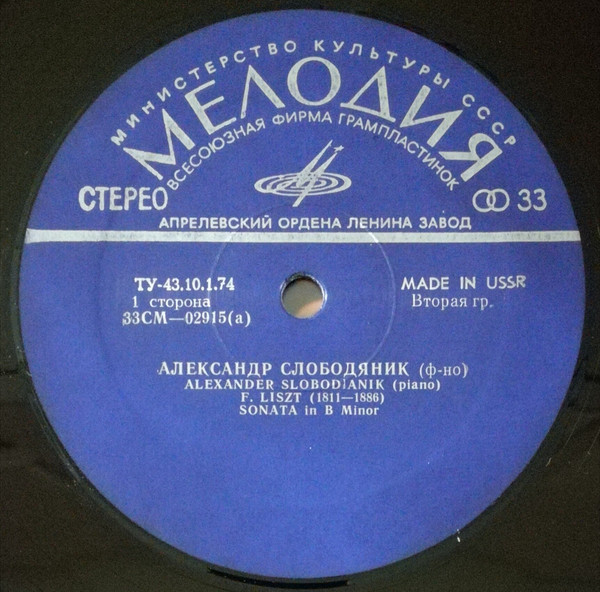 МИНИСТЕРСТВО КУЛЬТУРЫ СССР
МЕЛОДИЯ
ВСЕСОЮЗНАЯ ФИРМА ГРАМПЛАСТИНОК
СТЕРЕО
33
АПРЕЛЕВСКИЙ ОРДЕНА ЛЕНИНА ЗАВОД
ТУ-43.10.1.74
1 сторона
33СМ—02915(а)
MADE IN USSR
Вторая гр.
АЛЕКСАНДР СЛОБОДЯНИК (ф-но)
ALEXANDER SLOBODIANIK (piano)
F. LISZT (1811—1886)
SONATA in B Minor